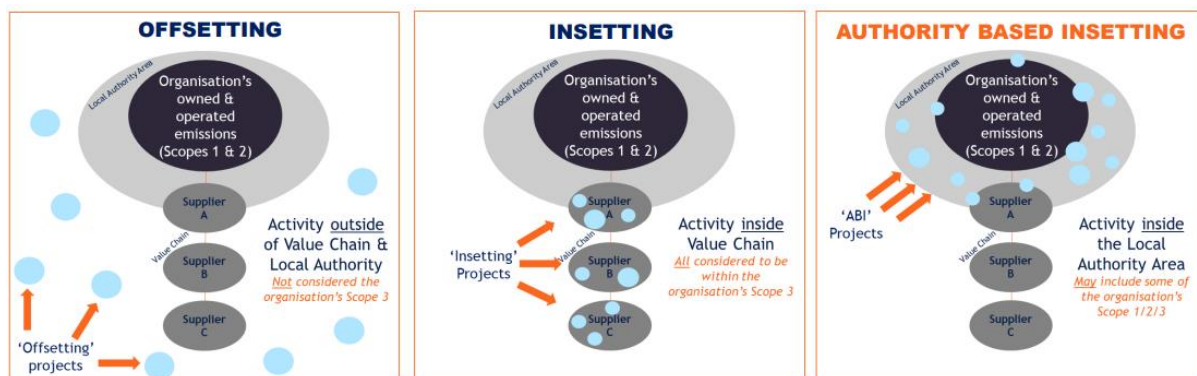 OFFSETTING
Local Authority Area
Organisation's
owned &
operated
emissions
(Scopes 1 & 2)
Supplier
A
Value Chain
Supplier
B
Supplier
C
Activity outside
of Value Chain &
Local Authority
Not considered the
organisation's Scope 3
'Offsetting'
projects
INSETTING
Local Authority Area
Organisation's
owned &
operated
emissions
(Scopes 1 & 2)
Supplier
A
Value Chain
Supplier
B
Supplier
C
'Insetting'
Projects
Activity inside
Value Chain
All considered to be
within the
organisation's Scope 3
AUTHORITY BASED INSETTING
Local Authority Area
Organisation's
owned &
operated
emissions
(Scopes 1 & 2)
Supplier
A
Value Chain
Supplier
B
Supplier
C
'ABI'
Projects
Activity inside
the Local
Authority Area
May include some of
the organisation's
Scope 1/2/3